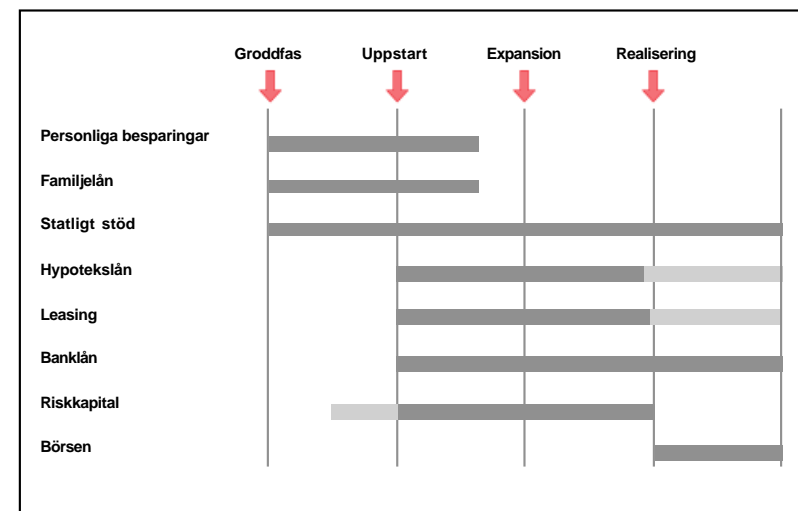 Groddfas Uppstart Expansion Realisering
Personliga besparingar
Familjelån
Statligt stöd
Hypotekslån
Leasing
Banklån
Riskkapital
Börsen